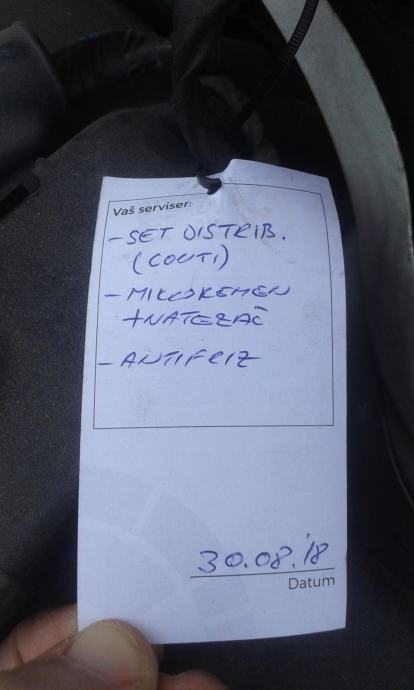 Vaš serviser:
- SET DISTRIB.
(CONTI)
- MIKROREMEN
+NATEZAČ
- ANTIFRIZ
30.08.'18
Datum